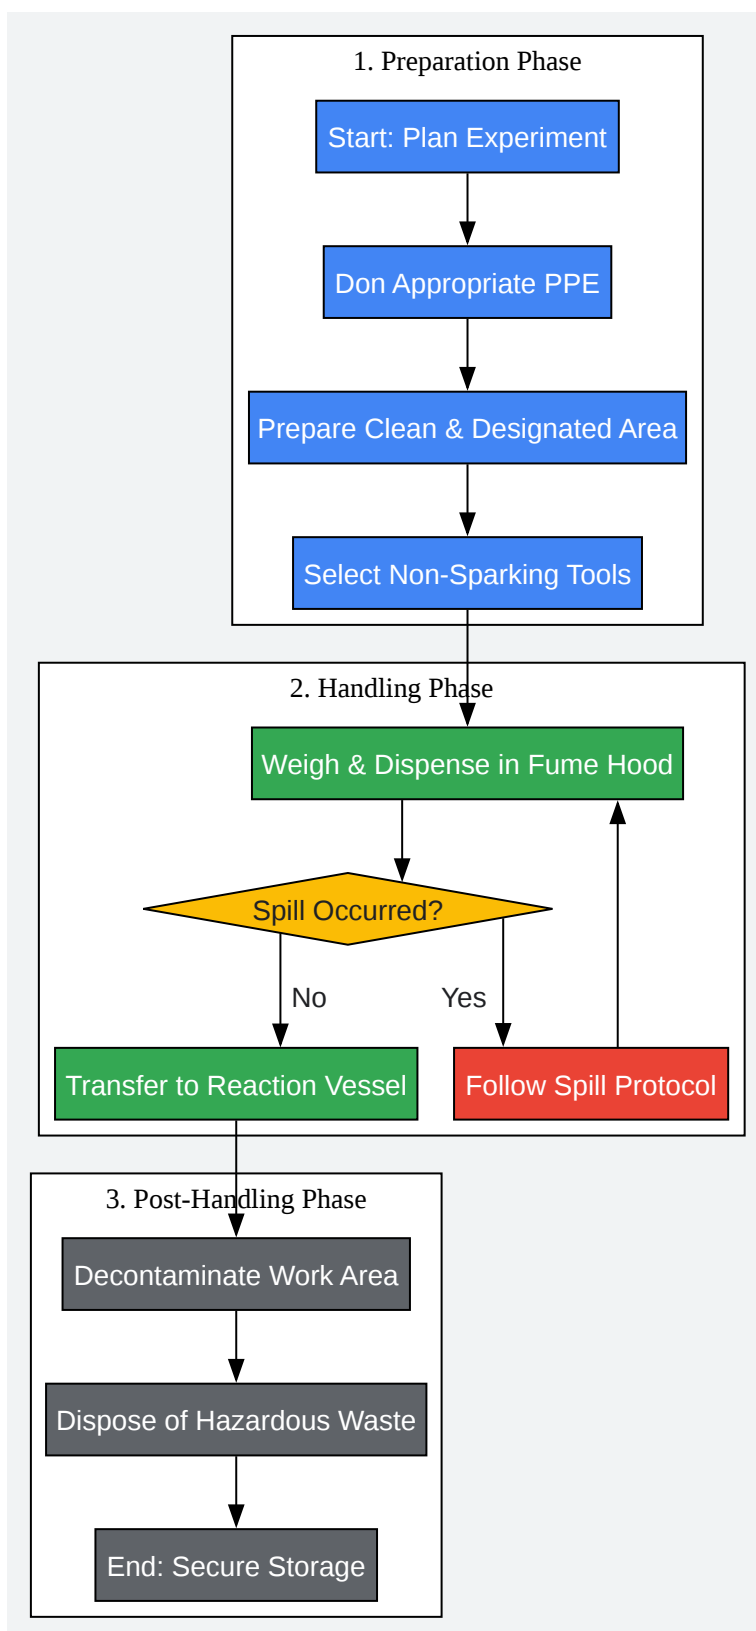 1. Preparation Phase
Start: Plan Experiment
Don Appropriate PPE
Prepare Clean & Designated Area
Select Non-Sparking Tools
2. Handling Phase
Weigh & Dispense in Fume Hood
Spill Occurred?
No
Yes
Transfer to Reaction Vessel
Follow Spill Protocol
3. Post-Handling Phase
Decontaminate Work Area
Dispose of Hazardous Waste
End: Secure Storage